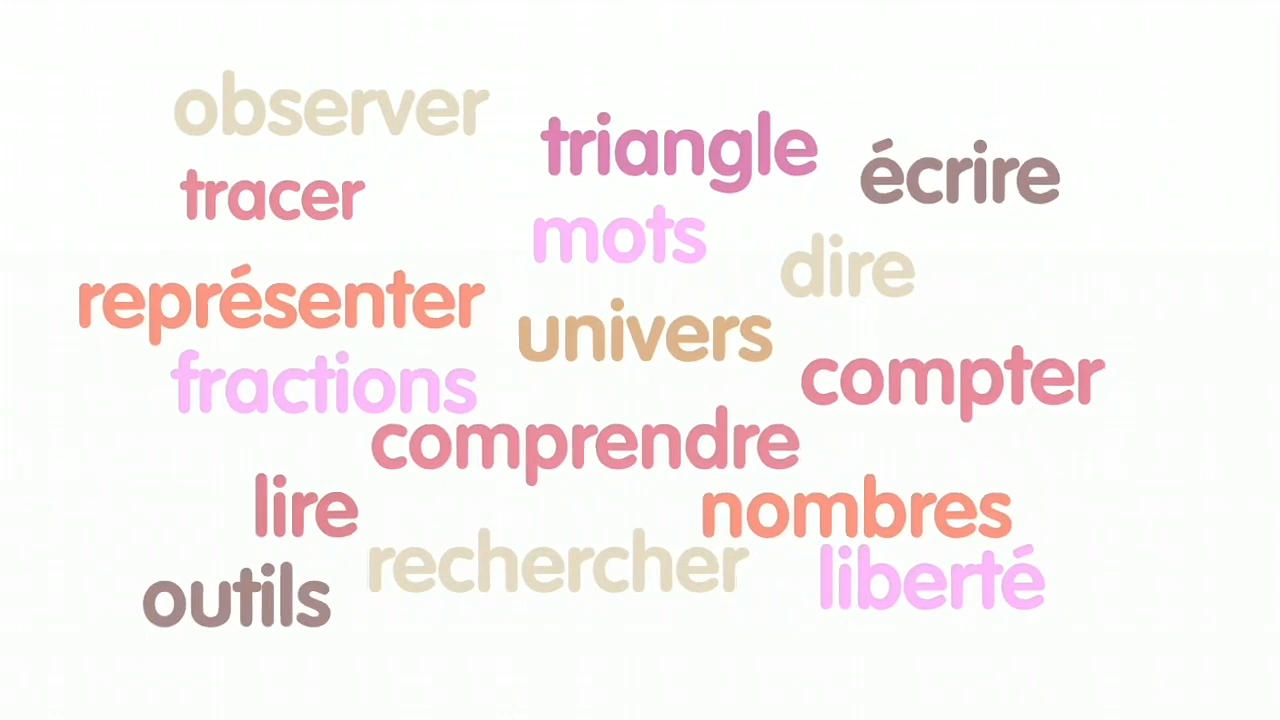 observer
triangle
écrire
tracer
mots
dire
représenter
univers
fractions
compter
comprendre
lire
nombres
rechercher
liberté
outils